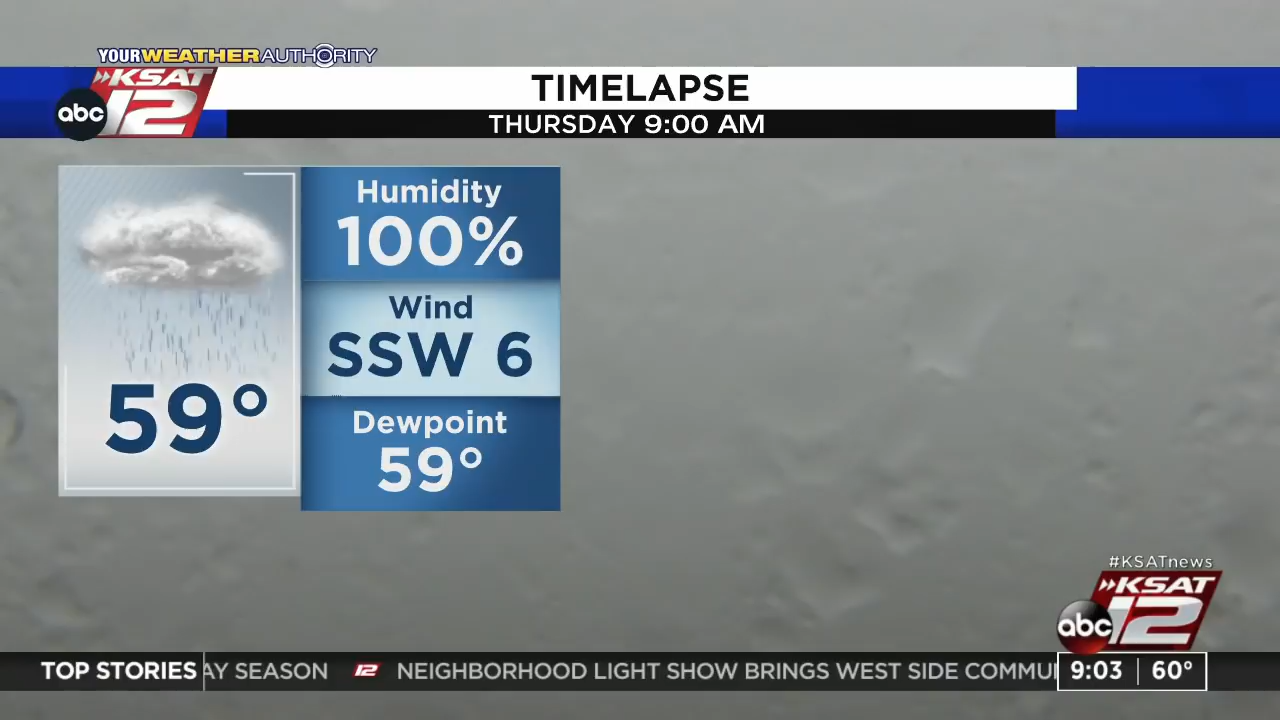 YOURWEATHERAUTHORITY
KSAT
abc 12
TIMELAPSE
THURSDAY 9:00 AM
59°
Humidity
100%
Wind
SSW 6
Dewpoint
59°
#KSATnews
KSAT
abc 12
TOP STORIES AY SEASON 12 NEIGHBORHOOD LIGHT SHOW BRINGS WEST SIDE COMMU 9:03 60°